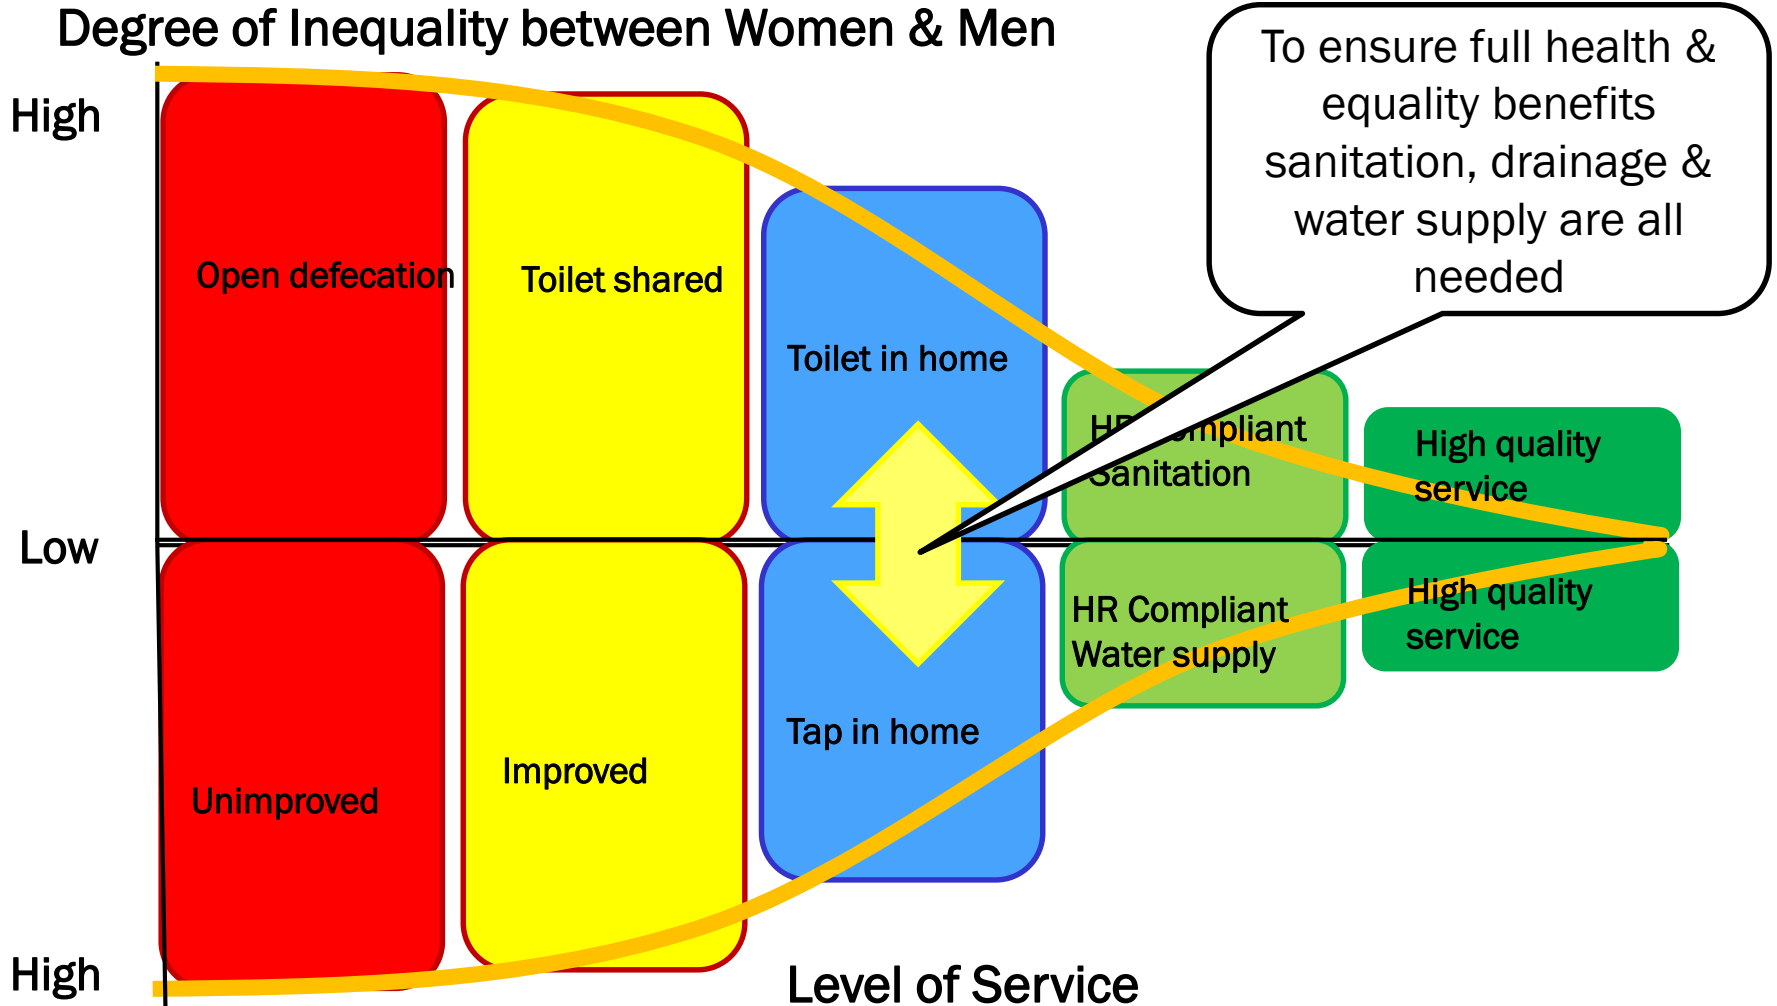 Degree of Inequality between Women & Men
To ensure full health &
equality benefits
sanitation, drainage &
water supply are all
needed
High
Open defecation
Toilet shared
Toilet in home
HR Compliant
Sanitation
High quality
service
Low
HR Compliant
Water supply
High quality
service
Tap in home
Improved
Unimproved
High
Level of Service